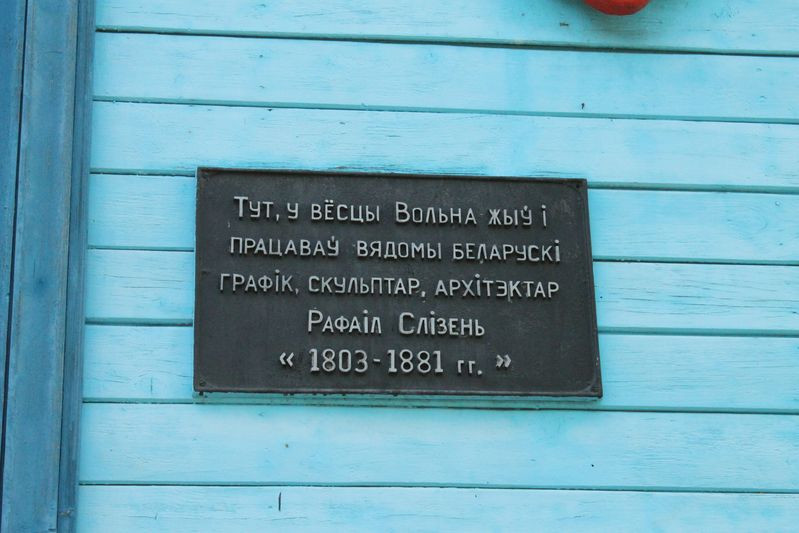 Тут, у вёсцы Вольна жыў і
працаваў вядомы беларускі
графік, скульптар, архітэктар
Рафаіл Слізень
“ 1803-1881 гг. ”